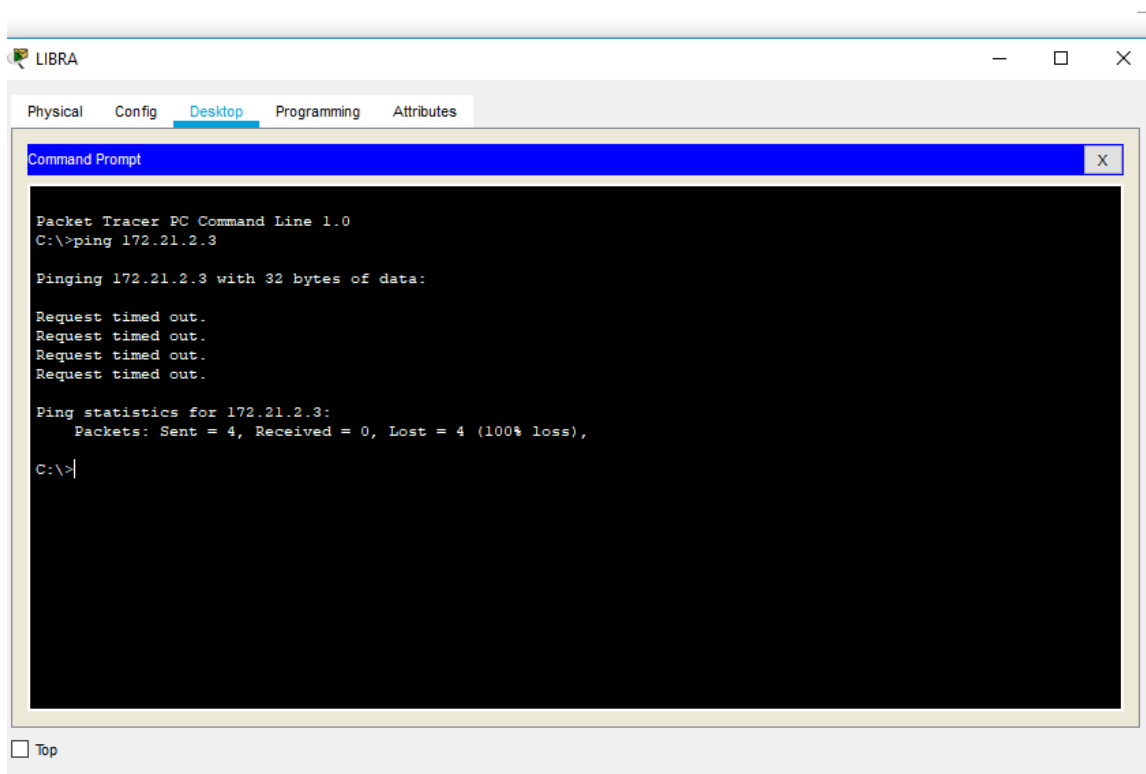 LIBRA
Physical Config Desktop Programming Attributes
Command Prompt
X
Packet Tracer PC Command Line 1.0
C:\>ping 172.21.2.3
Pinging 172.21.2.3 with 32 bytes of data:
Request timed out.
Request timed out.
Request timed out.
Request timed out.
Ping statistics for 172.21.2.3:
Packets: Sent = 4, Received = 0, Lost = 4 (100% loss),
C:\>
Top